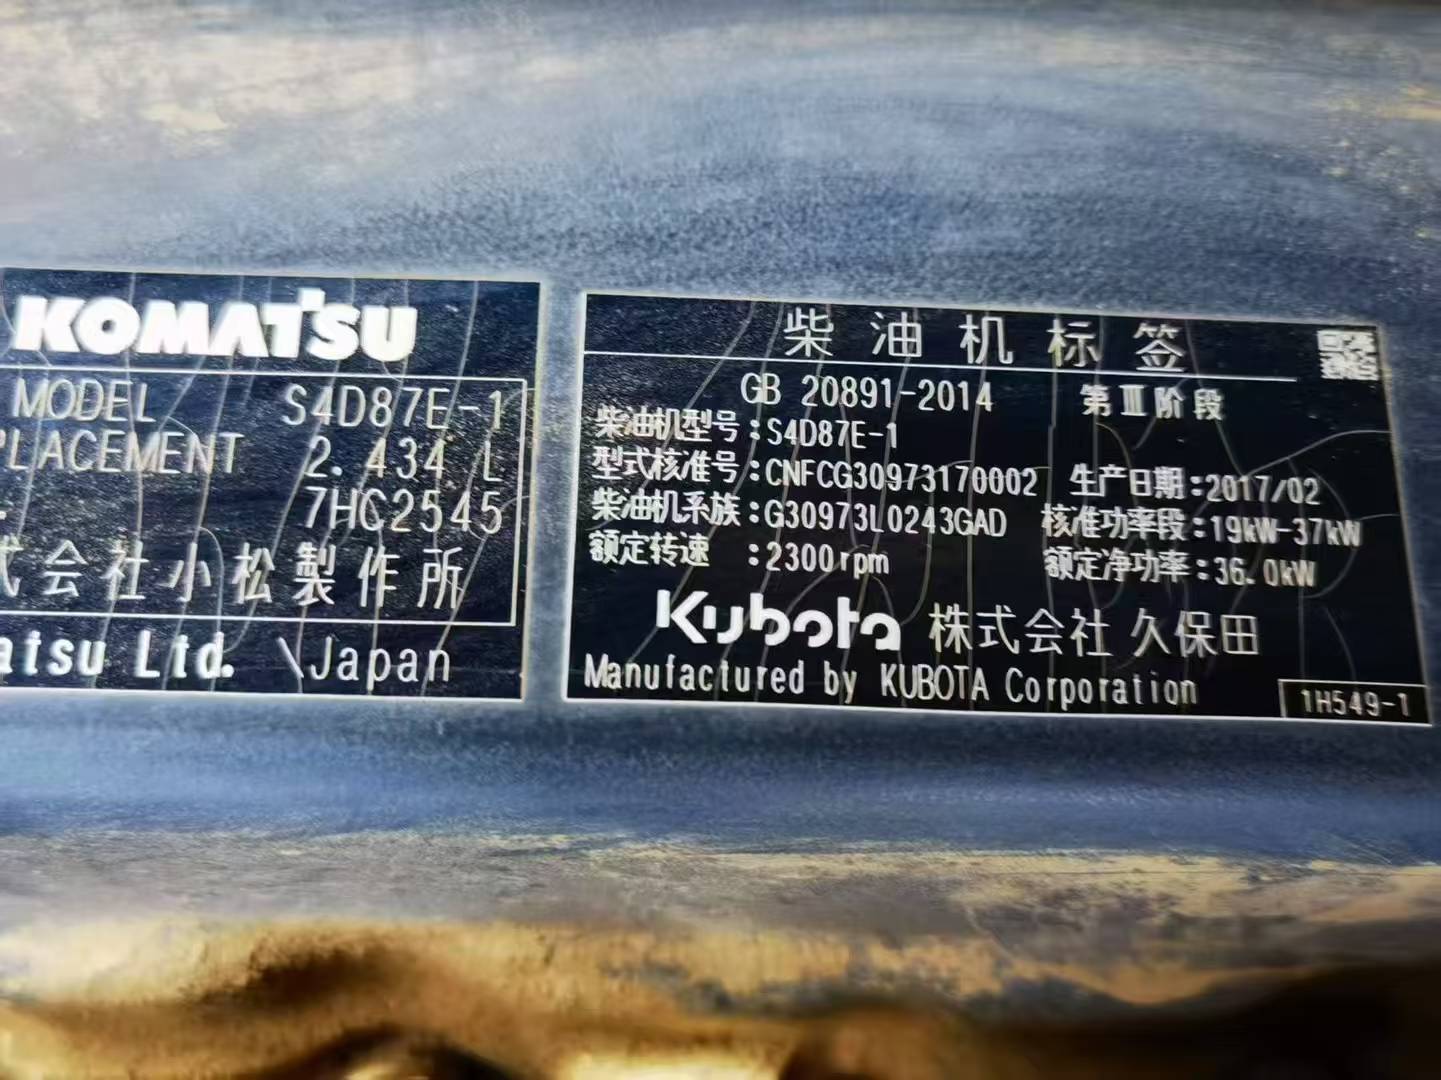 KOMATSU
MODEL S4D87E-1
PLACEMENT 2.434 L
7HC2545
式会社小松製作所
atsu Ltd. \Japan
柴油机标签
GB 20891-2014 第Ⅲ阶段
柴油机型号:S4D87E-1
型式核准号:CNFCG30973170002 生产日期:2017/02
柴油机系族:G30973L0243GAD 核准功率段:19kW-37kW
额定转速 :2300rpm 额定净功率:36.0kW
Kubota 株式会社 久保田
Manufactured by KUBOTA Corporation
1H549-1